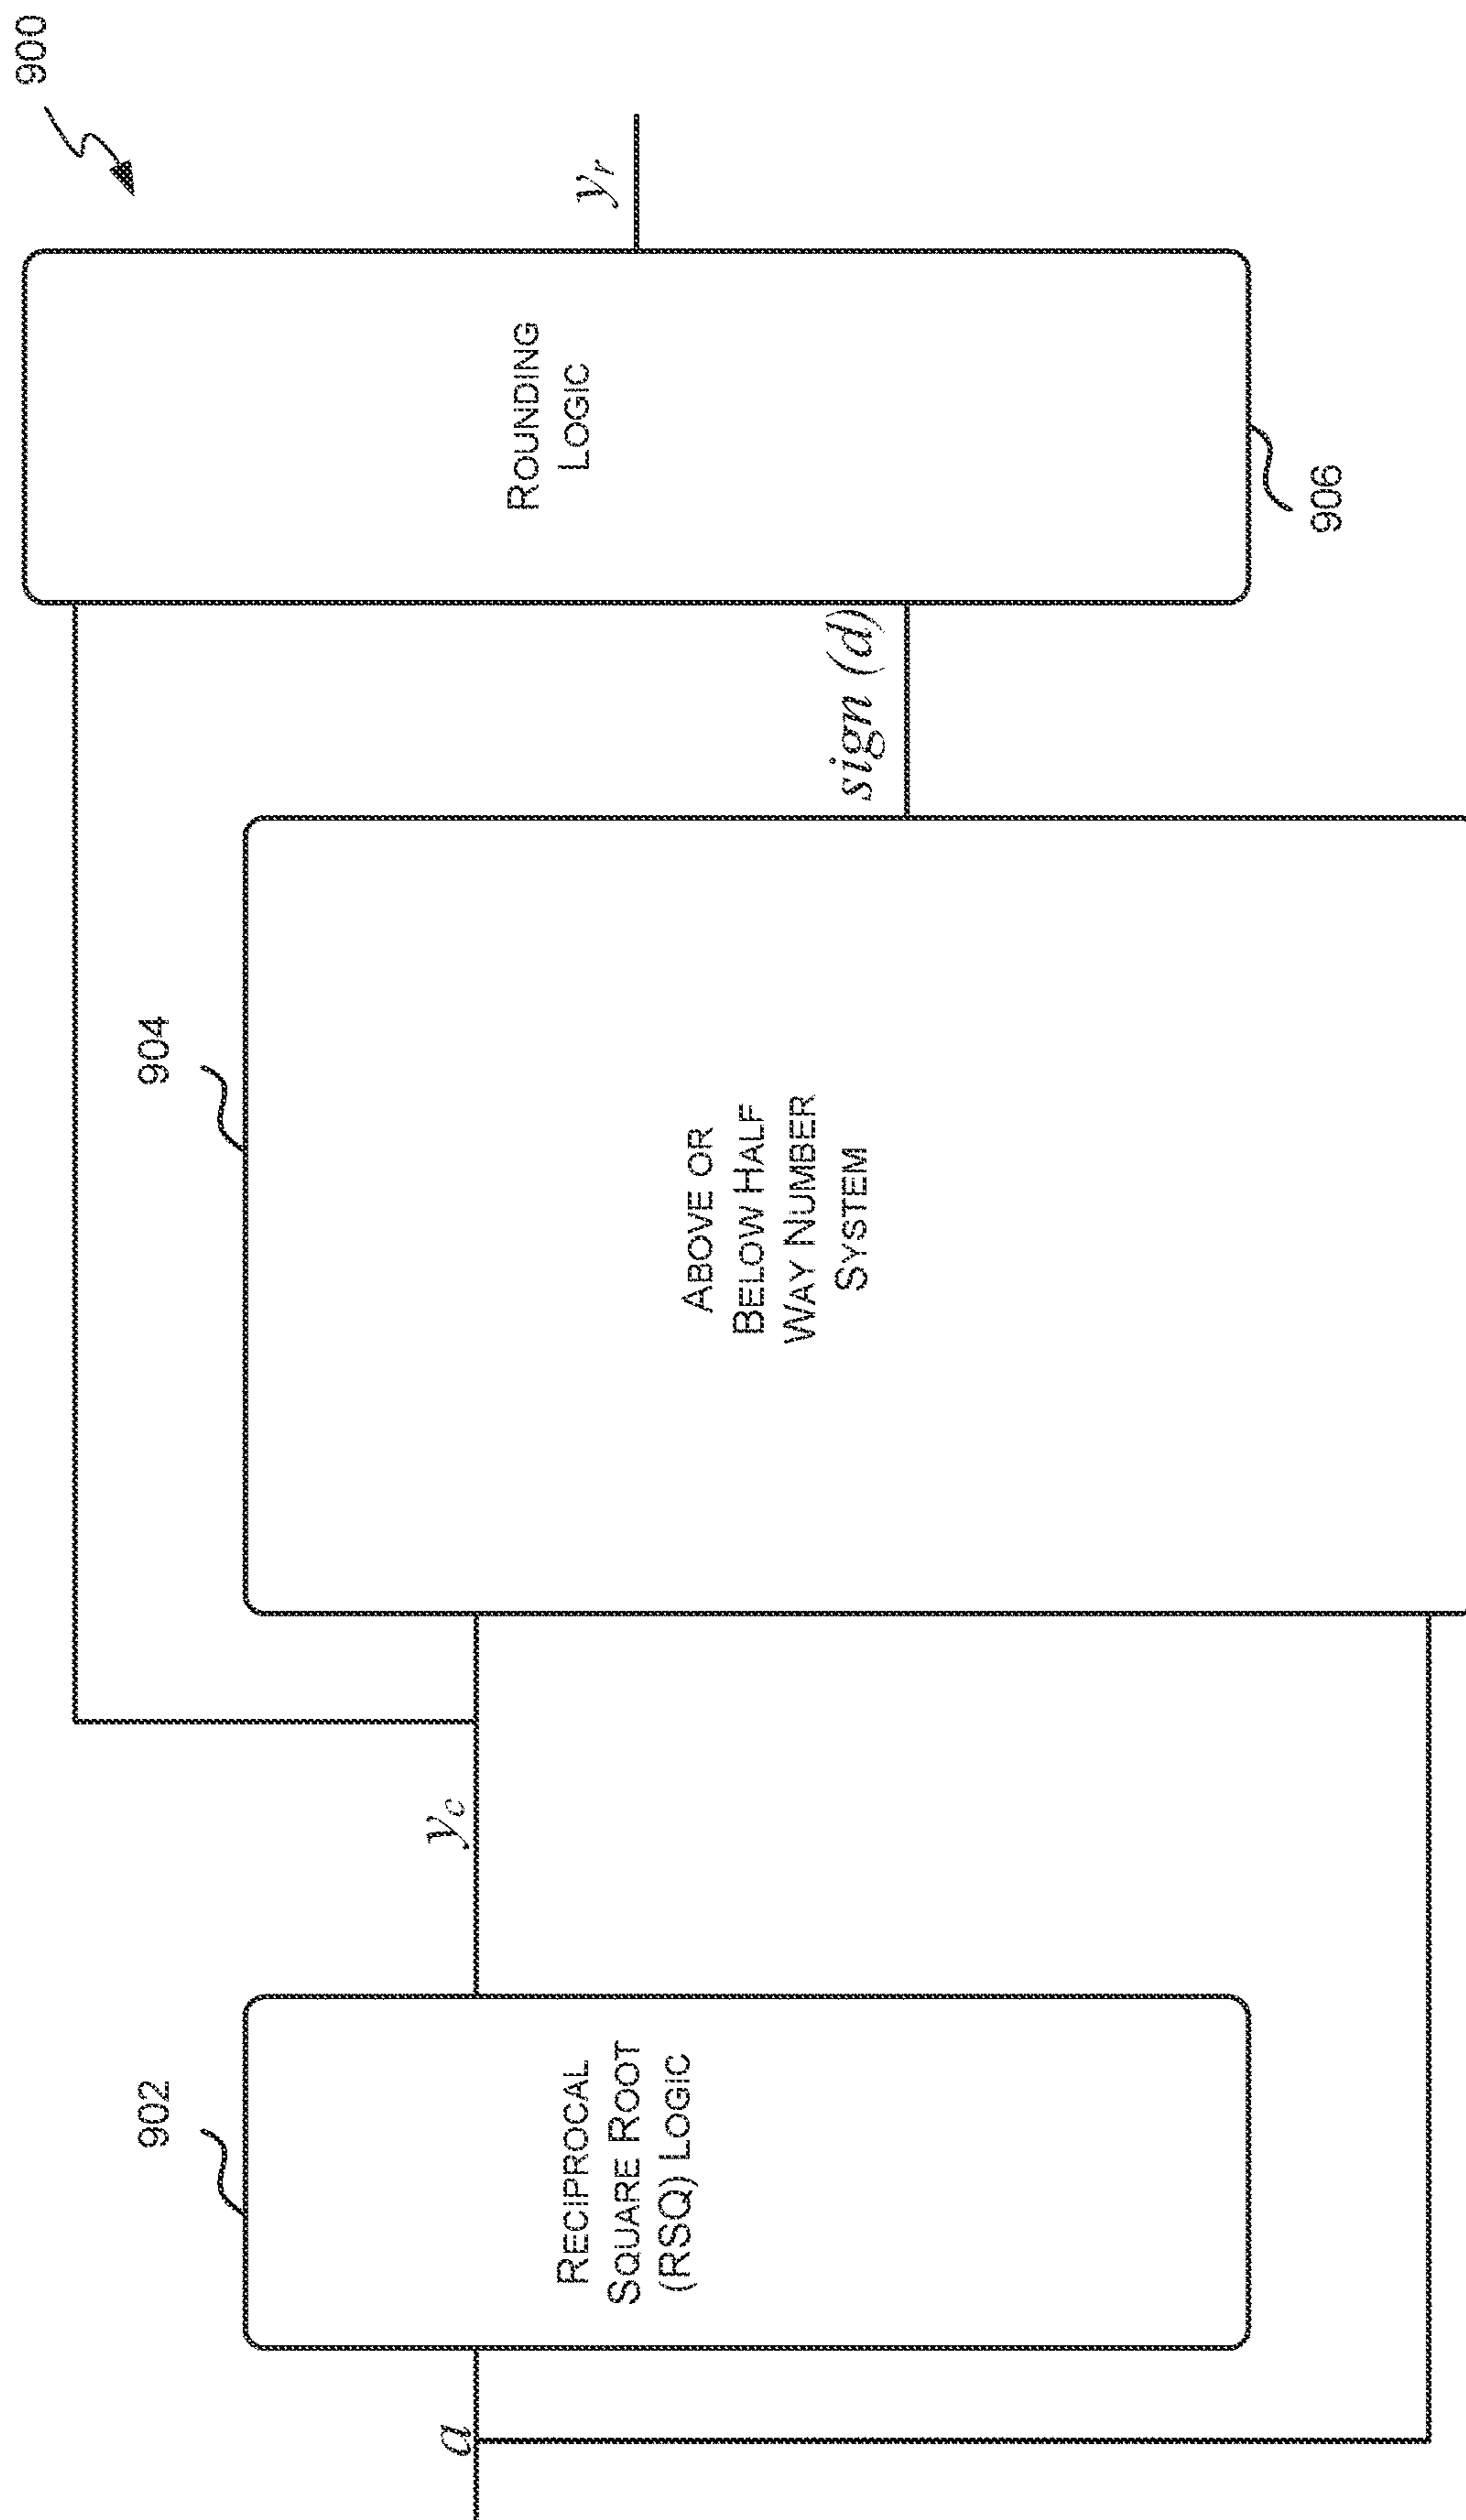 900
902
904
a
RECIPROCAL
SQUARE ROOT
(RSQ) LOGIC
yc
ABOVE OR
BELOW HALF
WAY NUMBER
SYSTEM
sign (d)
ROUNDING
LOGIC
yr
906